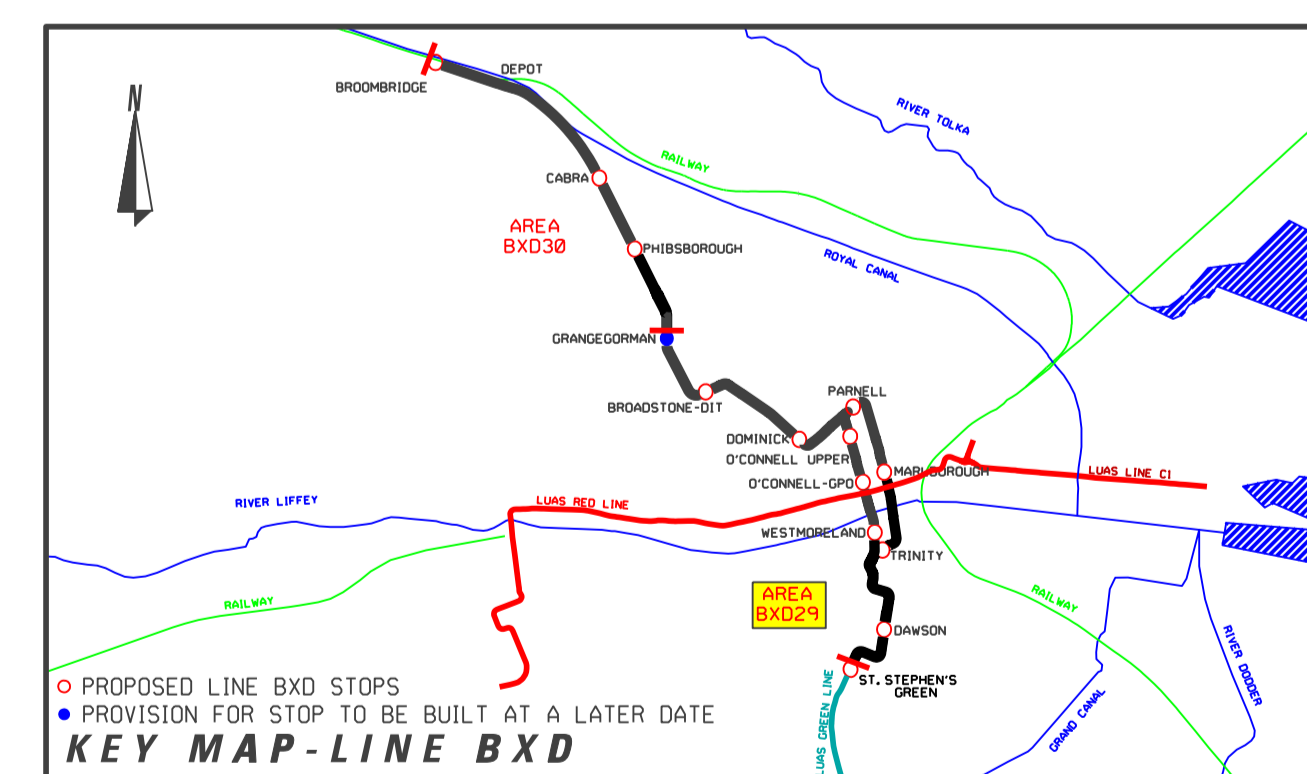 N
BROOMBRIDGE
DEPOT
RIVER TOLKA
RAILWAY
CABRA
AREA
BXD30
PHIBSBOROUGH
ROYAL CANAL
GRANGEGORMAN
BROADSTONE-DIT
PARNELL
DOMINICK
O'CONNELL UPPER
MARLBOROUGH
O'CONNELL-GPO
LUAS LINE C1
RIVER LIFFEY
LUAS RED LINE
WESTMORELAND
TRINITY
RAILWAY
AREA
BXD29
RAILWAY
DAWSON
RIVER DODDER
ST. STEPHEN'S
GREEN
LUAS GREEN LINE
GRAND CANAL
PROPOSED LINE BXD STOPS
PROVISION FOR STOP TO BE BUILT AT A LATER DATE
KEY MAP-LINE BXD